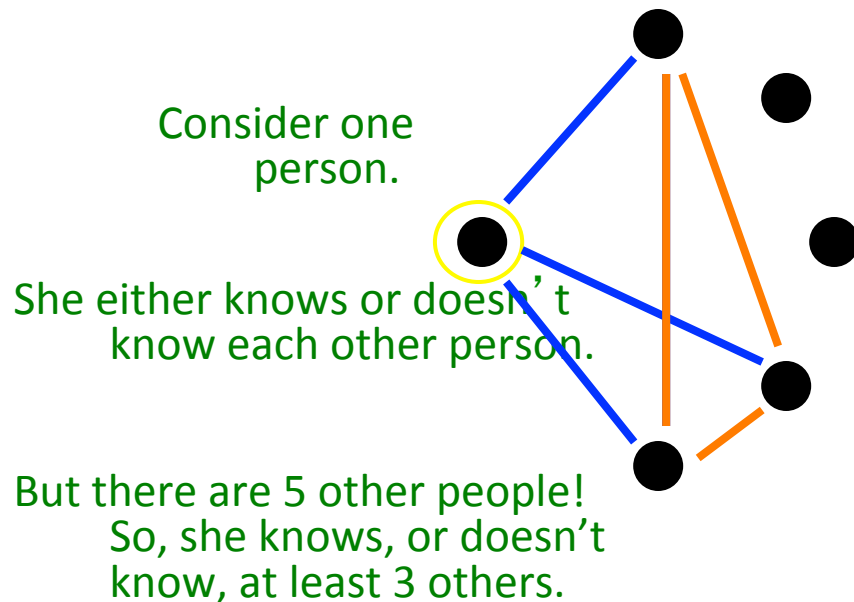 Consider one
person.
She either knows or doesn’t
know each other person.
But there are 5 other people!
So, she knows, or doesn’t
know, at least 3 others.